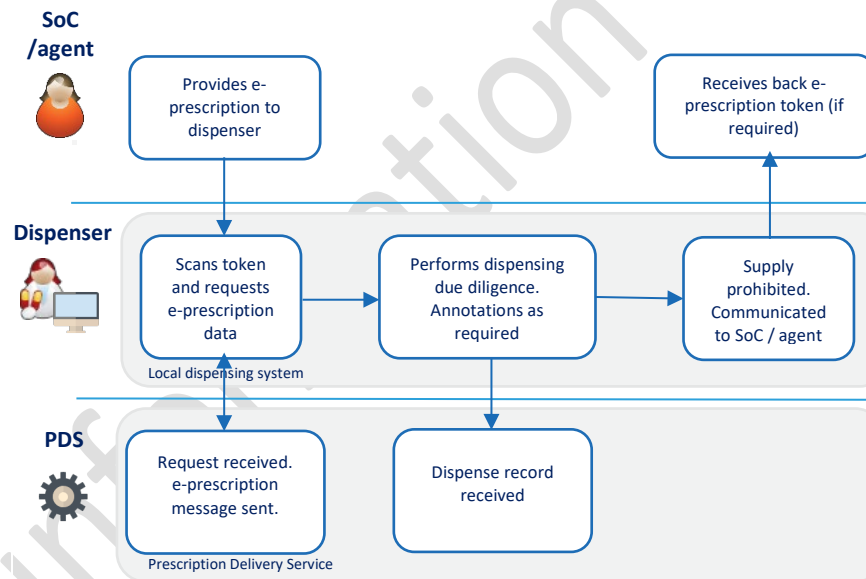 SoC
/agent
Provides e-
prescription to
dispenser
Receives back e-
prescription token (if
required)
Dispenser
Scans token
and requests
e-prescription
data
Performs dispensing
due diligence.
Annotations as
required
Supply
prohibited.
Communicated
to SoC / agent
Local dispensing system
PDS
Request received.
e-prescription
message sent.
Dispense record
received
Prescription Delivery Service